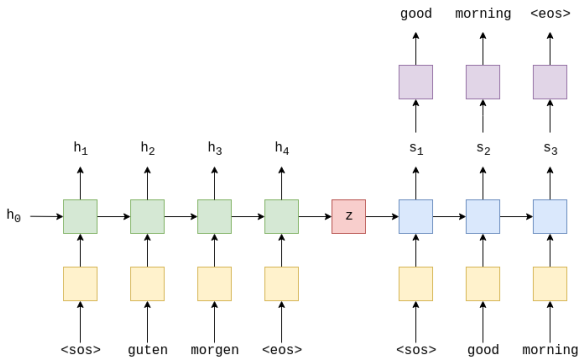 good morning <eos>
h₁ h₂ h₃ h₄ s₁ s₂ s₃
h₀ z
<sos> guten morgen <eos> <sos> good morning